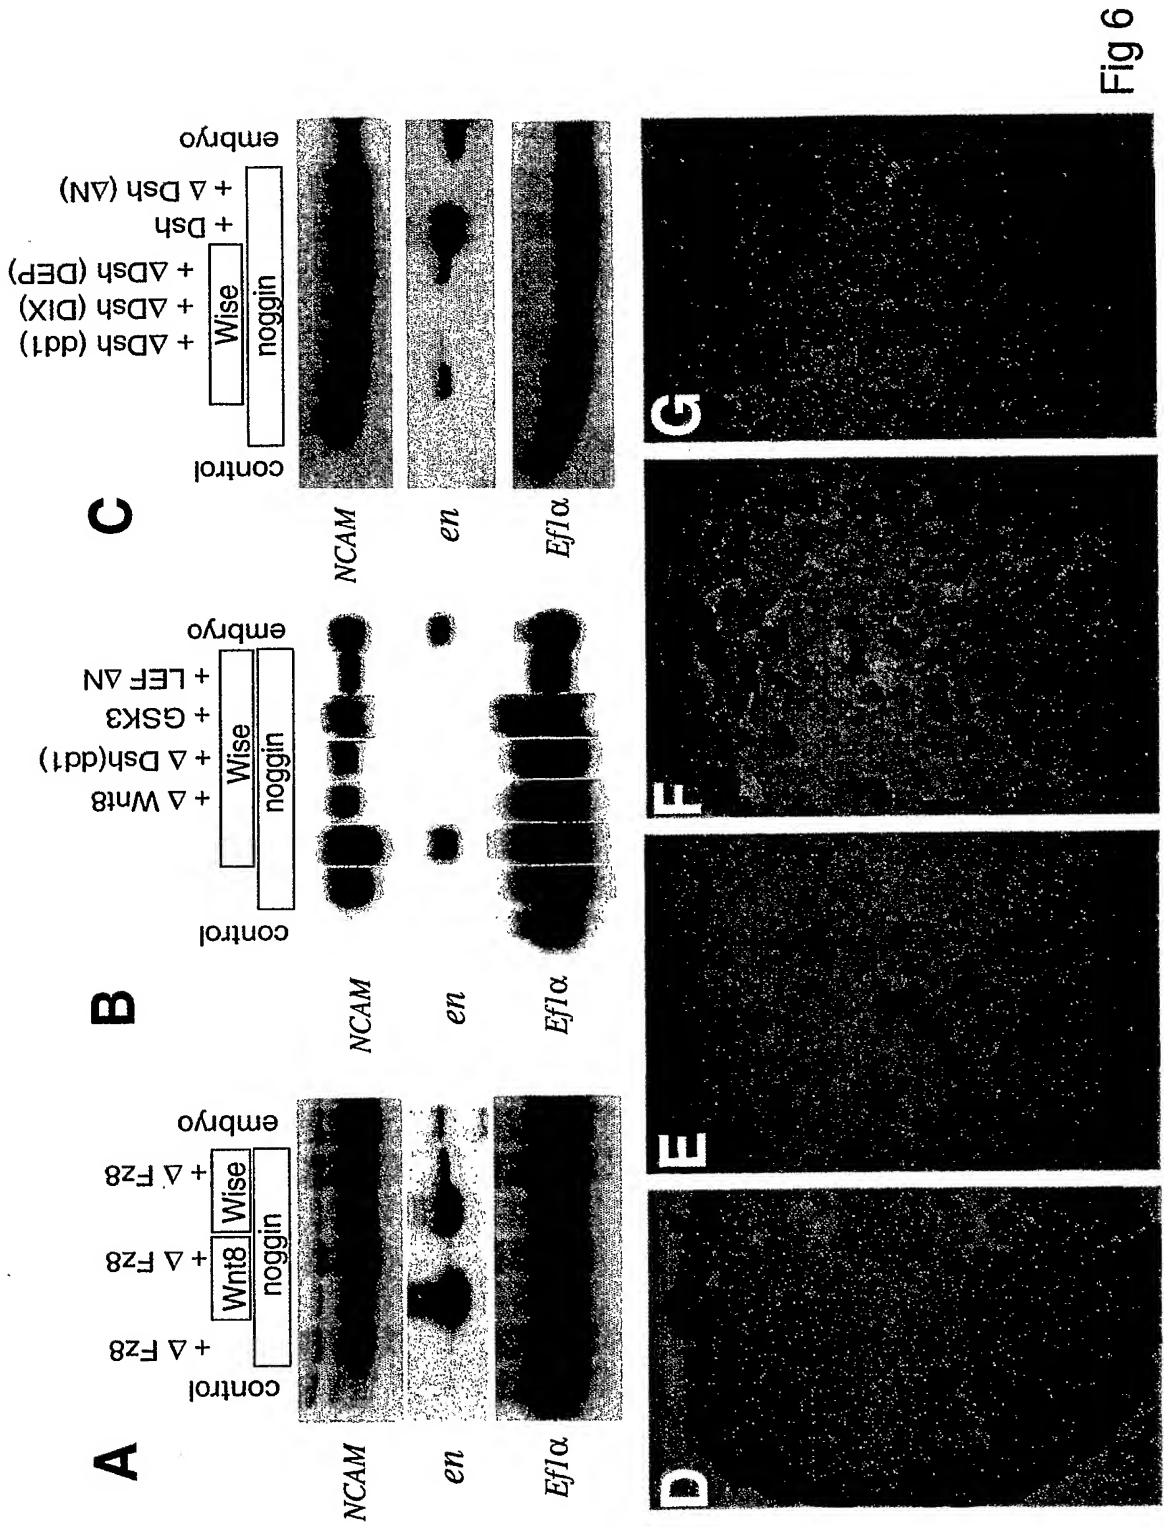 A
control
+ Δ Fz8
+ Δ Fz8
+ Δ Fz8
embryo
Wnt8
Wise
noggin
NCAM
en
Ef1α
B
control
+ Δ Wnt8
+ Δ Dsh(dd1)
+ GSK3
+ LEF ΔN
embryo
Wise
noggin
NCAM
en
Ef1α
C
control
+ ΔDsh (dd1)
+ ΔDsh (DIX)
+ ΔDsh (DEP)
+ Dsh
+ Δ Dsh (ΔN)
embryo
Wise
noggin
NCAM
en
Ef1α
D
E
F
G
Fig 6